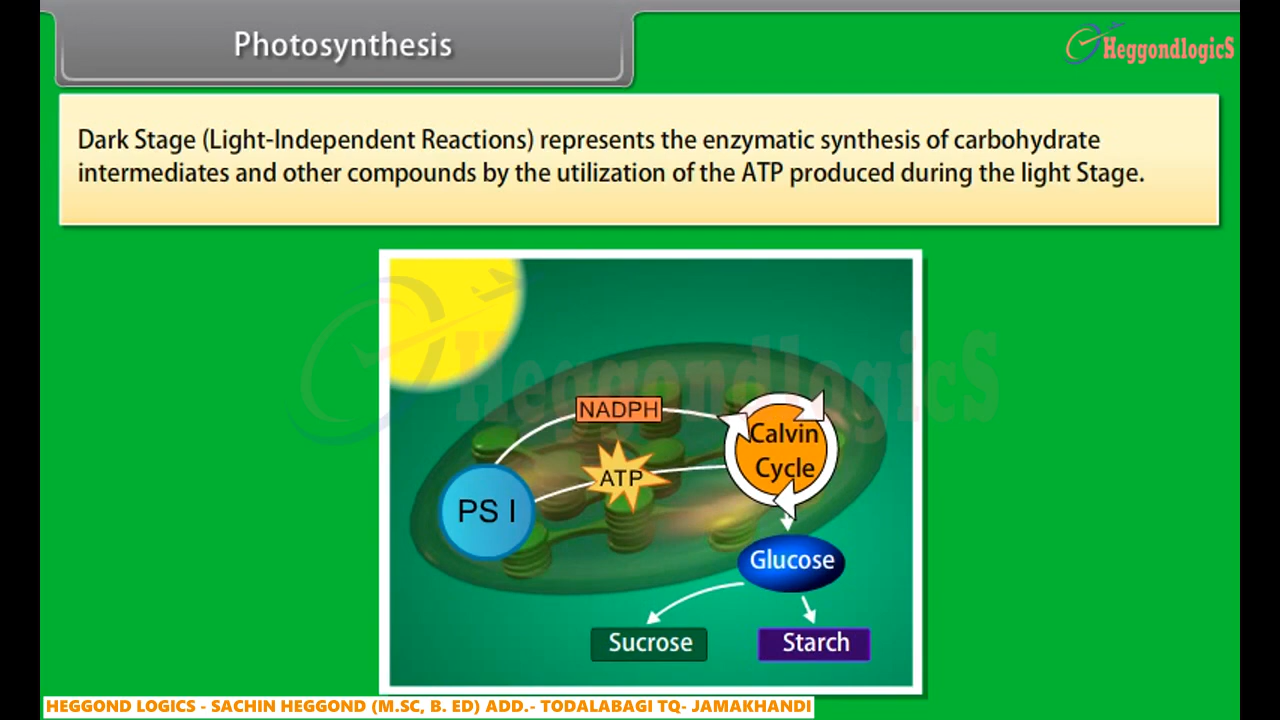 Photosynthesis
HeggondlogicS
Dark Stage (Light-Independent Reactions) represents the enzymatic synthesis of carbohydrate
intermediates and other compounds by the utilization of the ATP produced during the light Stage.
HeggondlogicS
NADPH
Calvin
Cycle
ATP
PS I
Glucose
Sucrose
Starch
HEGGOND LOGICS - SACHIN HEGGOND (M.SC, B. ED) ADD.- TODALABAGI TQ- JAMAKHANDI